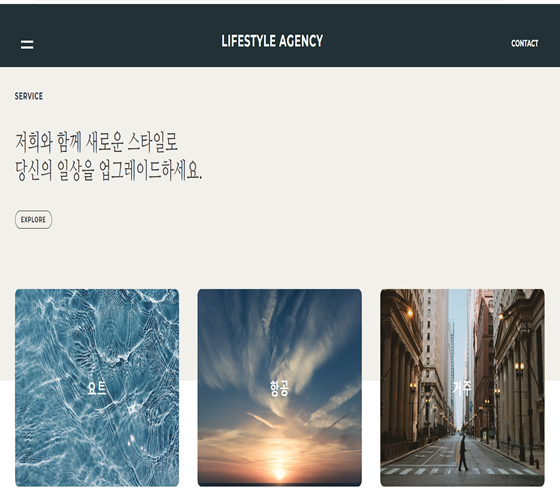 LIFESTYLE AGENCY
CONTACT
SERVICE
저희와 함께 새로운 스타일로
당신의 일상을 업그레이드하세요.
EXPLORE
요트
항공
거주